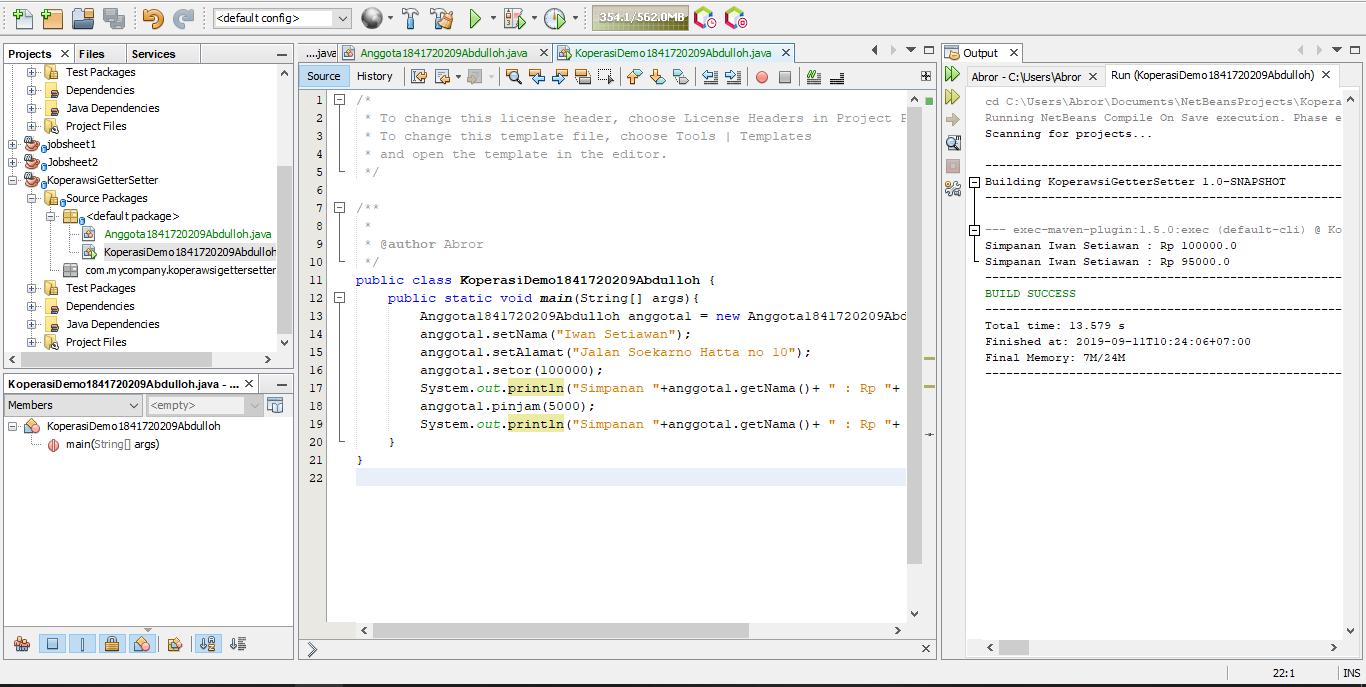 <default config>
354.1/562.0MB
Projects
Files
Services
Test Packages
Dependencies
Java Dependencies
Project Files
jobsheet1
Jobsheet2
KoperawsiGetterSetter
Source Packages
<default package>
Anggota1841720209Abdulloh.java
KoperasiDemo1841720209Abdulloh
com.mycompany.koperawsigettersetter
Test Packages
Dependencies
Java Dependencies
Project Files
KoperasiDemo1841720209Abdulloh.java - ...
Members
<empty>
KoperasiDemo1841720209Abdulloh
main(String[] args)
....java
Anggota1841720209Abdulloh.java
KoperasiDemo1841720209Abdulloh.java
Source
History
1 /*
2 * To change this license header, choose License Headers in Project P
3 * To change this template file, choose Tools | Templates
4 * and open the template in the editor.
5 */
6
7 /**
8 *
9 * @author Abror
10 */
11 public class KoperasiDemo1841720209Abdulloh {
12 public static void main(String[] args){
13 Anggota1841720209Abdulloh anggota1 = new Anggota1841720209Abd
14 anggota1.setNama("Iwan Setiawan");
15 anggota1.setAlamat("Jalan Soekarno Hatta no 10");
16 anggota1.setor(100000);
17 System.out.println("Simpanan "+anggota1.getNama()+ " : Rp "+
18 anggota1.pinjam(5000);
19 System.out.println("Simpanan "+anggota1.getNama()+ " : Rp "+
20 }
21 }
22
Output
Abror - C:\Users\Abror
Run (KoperasiDemo1841720209Abdulloh)
cd C:\Users\Abror\Documents\NetBeansProjects\Kopera
Running NetBeans Compile On Save execution. Phase e
Scanning for projects...
Building KoperawsiGetterSetter 1.0-SNAPSHOT
--- exec-maven-plugin:1.5.0:exec (default-cli) @ Ko
Simpanan Iwan Setiawan : Rp 100000.0
Simpanan Iwan Setiawan : Rp 95000.0
BUILD SUCCESS
Total time: 13.579 s
Finished at: 2019-09-11T10:24:06+07:00
Final Memory: 7M/24M
22:1
INS